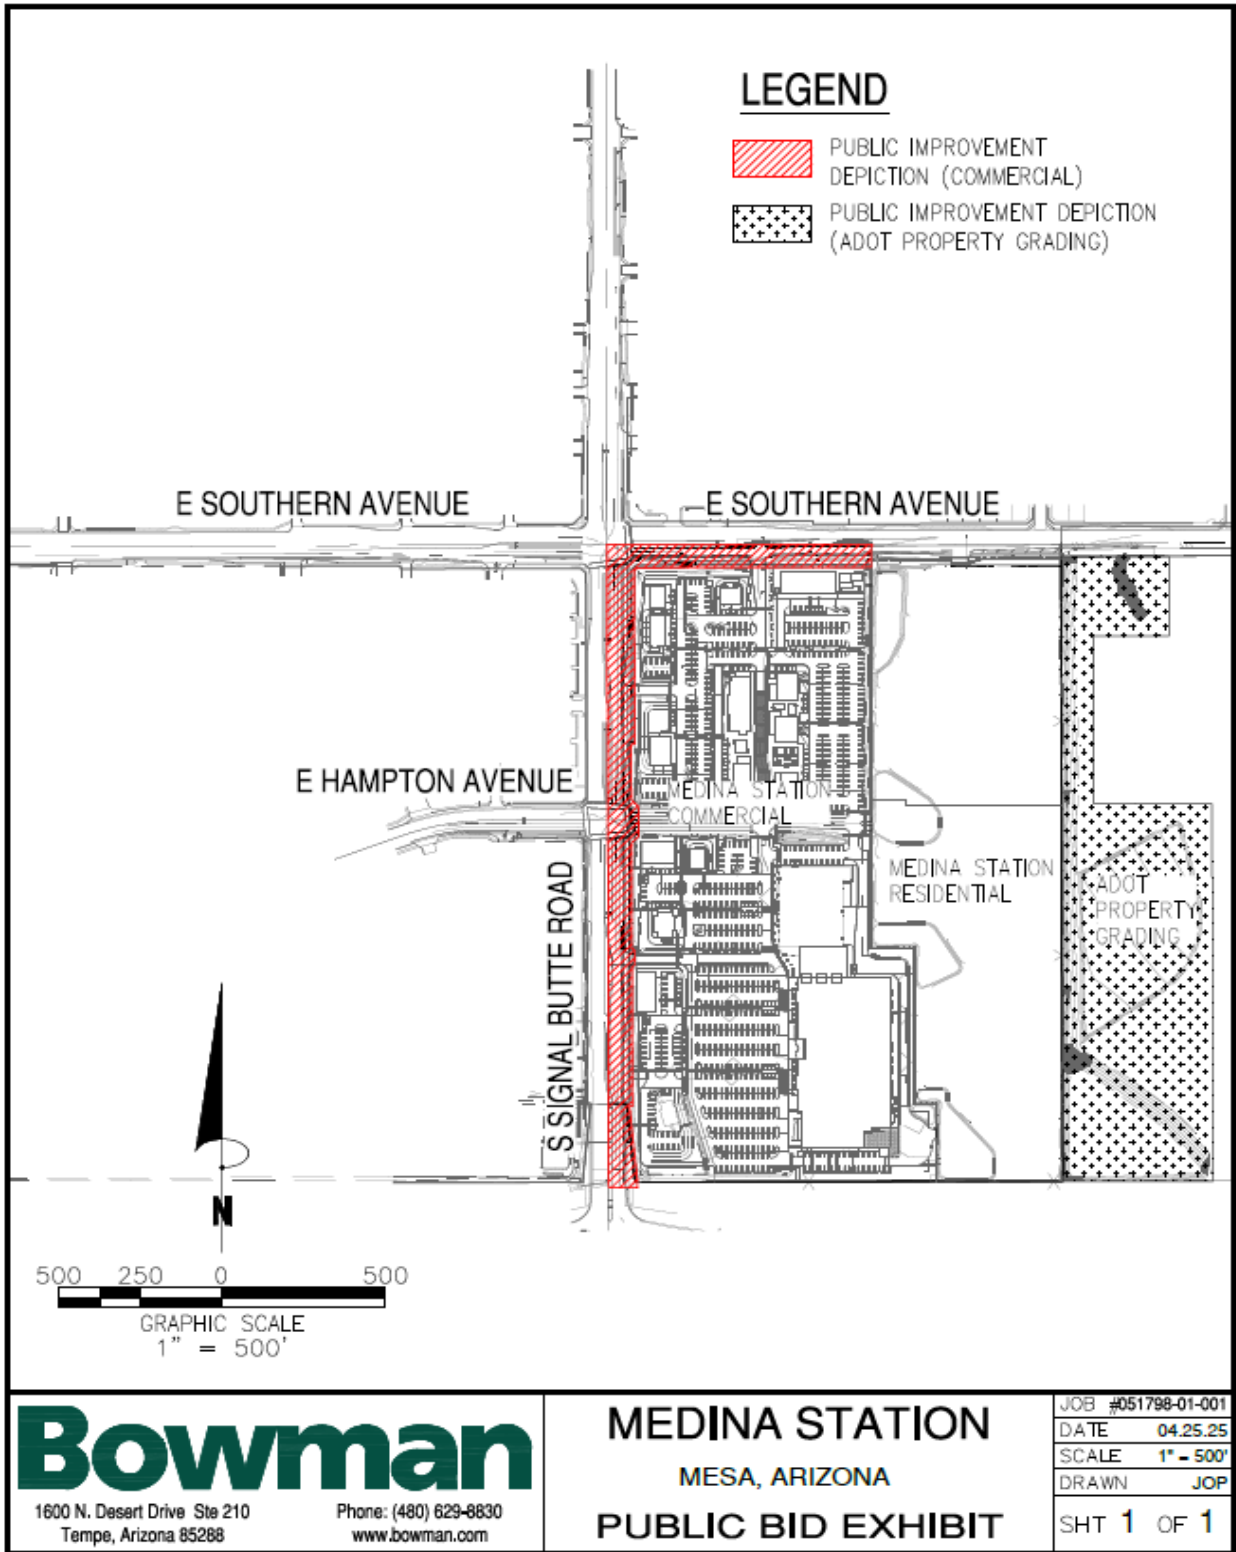 LEGEND
PUBLIC IMPROVEMENT
DEPICTION (COMMERCIAL)
PUBLIC IMPROVEMENT DEPICTION
(ADOT PROPERTY GRADING)
E SOUTHERN AVENUE
E SOUTHERN AVENUE
E HAMPTON AVENUE
MEDINA STATION
COMMERCIAL
MEDINA STATION
RESIDENTIAL
ADOT
PROPERTY
GRADING
S SIGNAL BUTTE ROAD
N
500 250 0 500
GRAPHIC SCALE
1" = 500'
Bowman
1600 N. Desert Drive Ste 210
Tempe, Arizona 85288
Phone: (480) 629-8830
www.bowman.com
MEDINA STATION
MESA, ARIZONA
PUBLIC BID EXHIBIT
JOB #051798-01-001
DATE 04.25.25
SCALE 1" = 500'
DRAWN JOP
SHT 1 OF 1